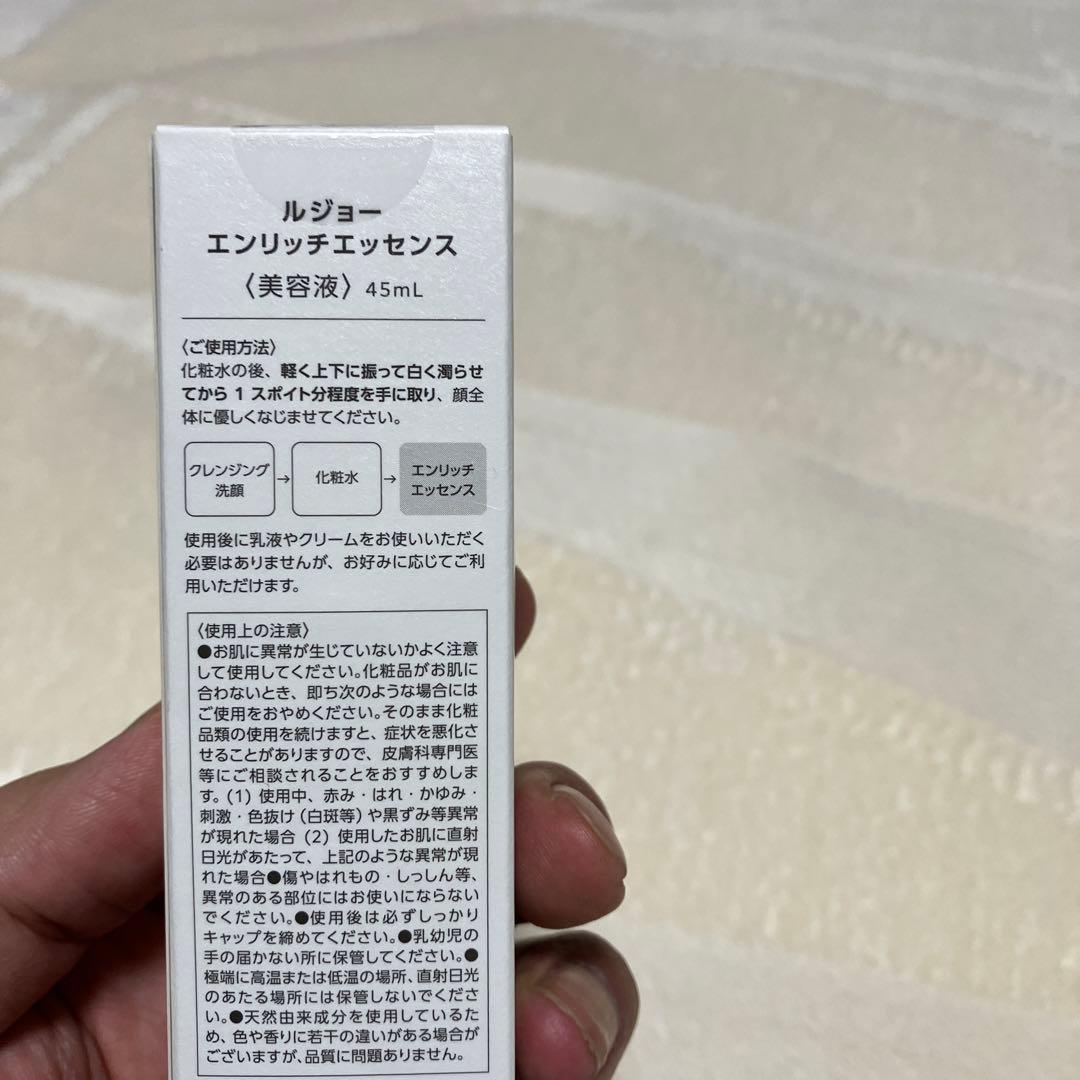 ルジョー
エンリッチエッセンス
〈美容液〉 45mL
〈ご使用方法〉
化粧水の後、軽く上下に振って白く濁らせ
てから 1 スポイト分程度を手に取り、顔全
体に優しくなじませてください。
クレンジング
洗顔
→
化粧水
→
エンリッチ
エッセンス
使用後に乳液やクリームをお使いいただく
必要はありませんが、お好みに応じてご利
用いただけます。
〈使用上の注意〉
●お肌に異常が生じていないかよく注意
して使用してください。化粧品がお肌に
合わないとき、即ち次のような場合には
ご使用をおやめください。そのまま化粧
品類の使用を続けますと、症状を悪化さ
せることがありますので、皮膚科専門医
等にご相談されることをおすすめしま
す。(1) 使用中、赤み・はれ・かゆみ・
刺激・色抜け（白斑等）や黒ずみ等異常
が現れた場合 (2) 使用したお肌に直射
日光があたって、上記のような異常が現
れた場合●傷やはれもの・しっしん等、
異常のある部位にはお使いにならない
でください。●使用後は必ずしっかり
キャップを締めてください。●乳幼児の
手の届かない所に保管してください。●
極端に高温または低温の場所、直射日光
のあたる場所には保管しないでくださ
い。●天然由来成分を使用しているた
め、色や香りに若干の違いがある場合が
ございますが、品質に問題ありません。